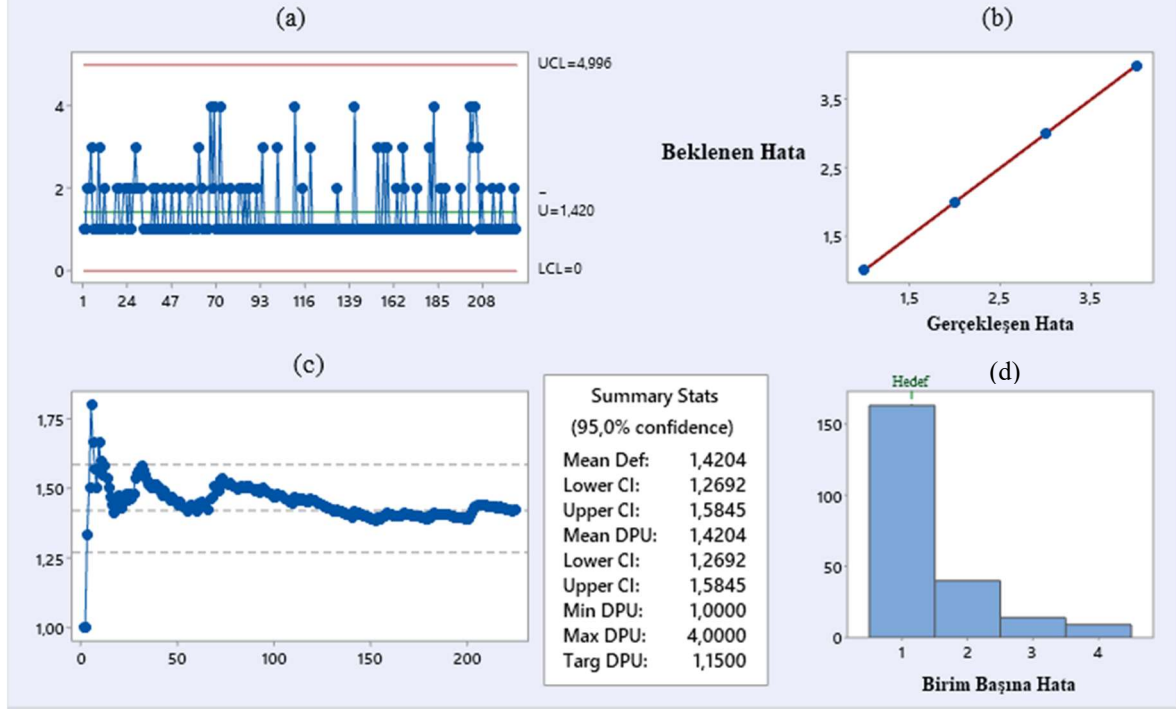 (a)
UCL=4,996
4
2
_
U=1,420
0
LCL=0
1 24 47 70 93 116 139 162 185 208
(b)
Beklenen Hata
3,5
2,5
1,5
1,5 2,5 3,5
Gerçekleşen Hata
(c)
1,75
1,50
1,25
1,00
0 50 100 150 200
Summary Stats
(95,0% confidence)
Mean Def: 1,4204
Lower CI: 1,2692
Upper CI: 1,5845
Mean DPU: 1,4204
Lower CI: 1,2692
Upper CI: 1,5845
Min DPU: 1,0000
Max DPU: 4,0000
Targ DPU: 1,1500
(d)
Hedef
150
100
50
0
1 2 3 4
Birim Başına Hata